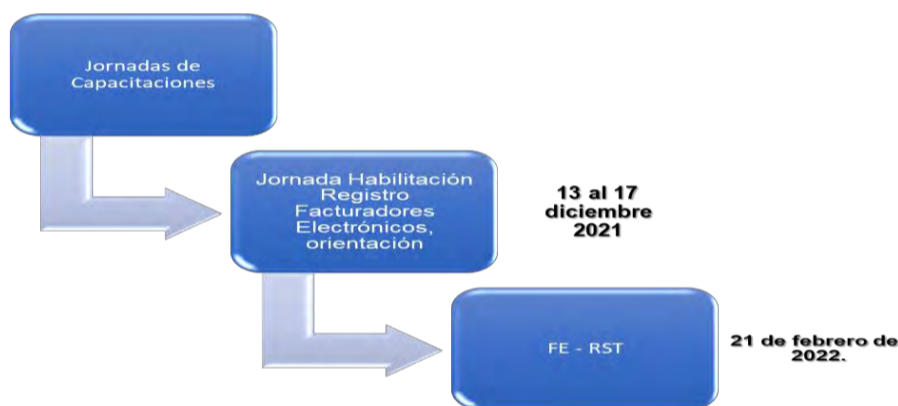 Jornadas de
Capacitaciones
Jornada Habilitación
Registro
Facturadores
Electrónicos,
orientación
13 al 17
diciembre
2021
FE - RST
21 de febrero de
2022.